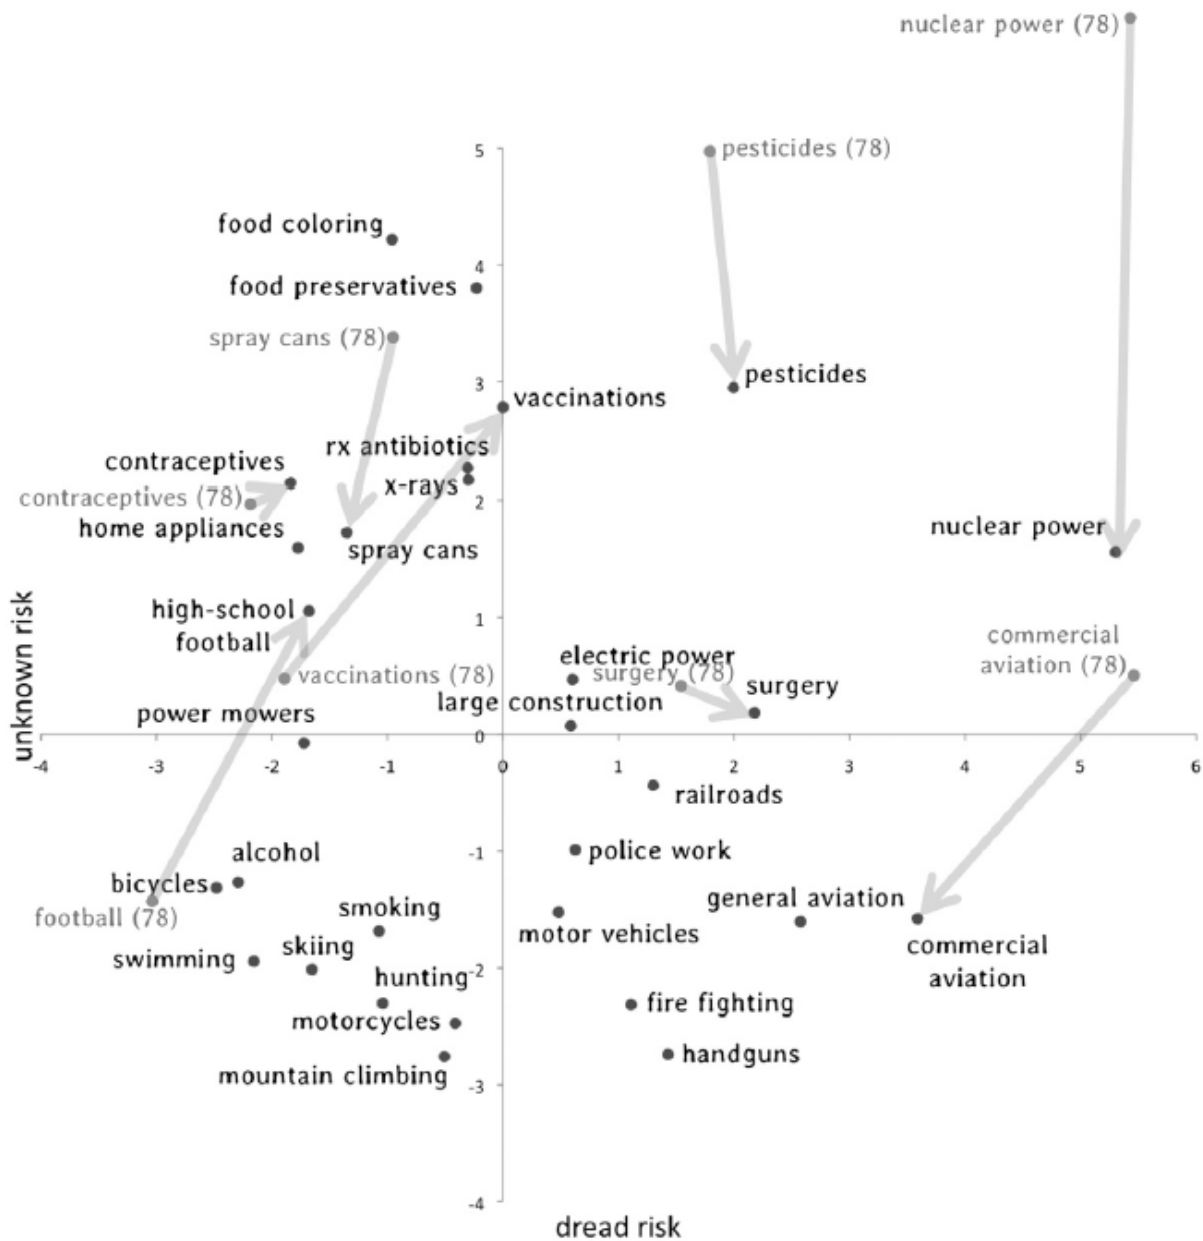 nuclear power (78)
5
pesticides (78)
food coloring
4
food preservatives
spray cans (78)
3
pesticides
vaccinations
rx antibiotics
contraceptives
x-rays
contraceptives (78)
2
home appliances
nuclear power
spray cans
unknown risk
high-school
football
1
commercial
aviation (78)
electric power
vaccinations (78)
surgery (78)
surgery
large construction
power mowers
0
-4
-3
-2
-1
0
1
2
3
4
5
6
railroads
alcohol
-1
police work
bicycles
football (78)
smoking
general aviation
motor vehicles
skiing
commercial
aviation
swimming
-2
hunting
fire fighting
motorcycles
handguns
mountain climbing
-3
-4
dread risk